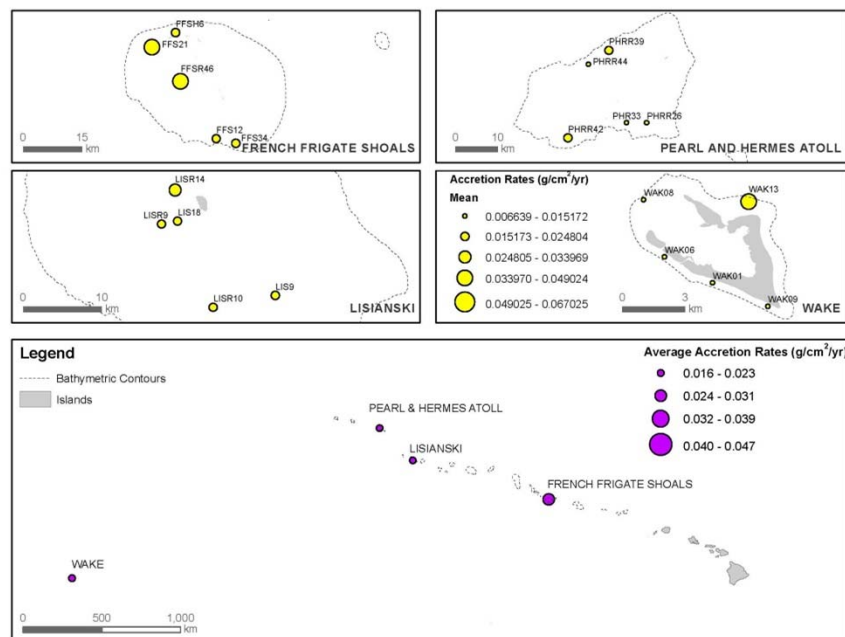 FFSH6
FFS21
FFSR46
FFS12
FFS34
0 15
km
FRENCH FRIGATE SHOALS
PHRR39
PHRR44
PHR33 PHRR26
PHRR42
0 10
km
PEARL AND HERMES ATOLL
LISR14
LISR9 LIS18
LIS9
LISR10
0 10
km
LISIANSKI
Accretion Rates (g/cm²/yr)
Mean
0.006639 - 0.015172
0.015173 - 0.024804
0.024805 - 0.033969
0.033970 - 0.049024
0.049025 - 0.067025
WAK08 WAK13
WAK06
WAK01
WAK09
0 3
km
WAKE
Legend
Bathymetric Contours
Islands
Average Accretion Rates (g/cm²/yr)
0.016 - 0.023
0.024 - 0.031
0.032 - 0.039
0.040 - 0.047
PEARL & HERMES ATOLL
LISIANSKI
FRENCH FRIGATE SHOALS
WAKE
0 500 1,000
km